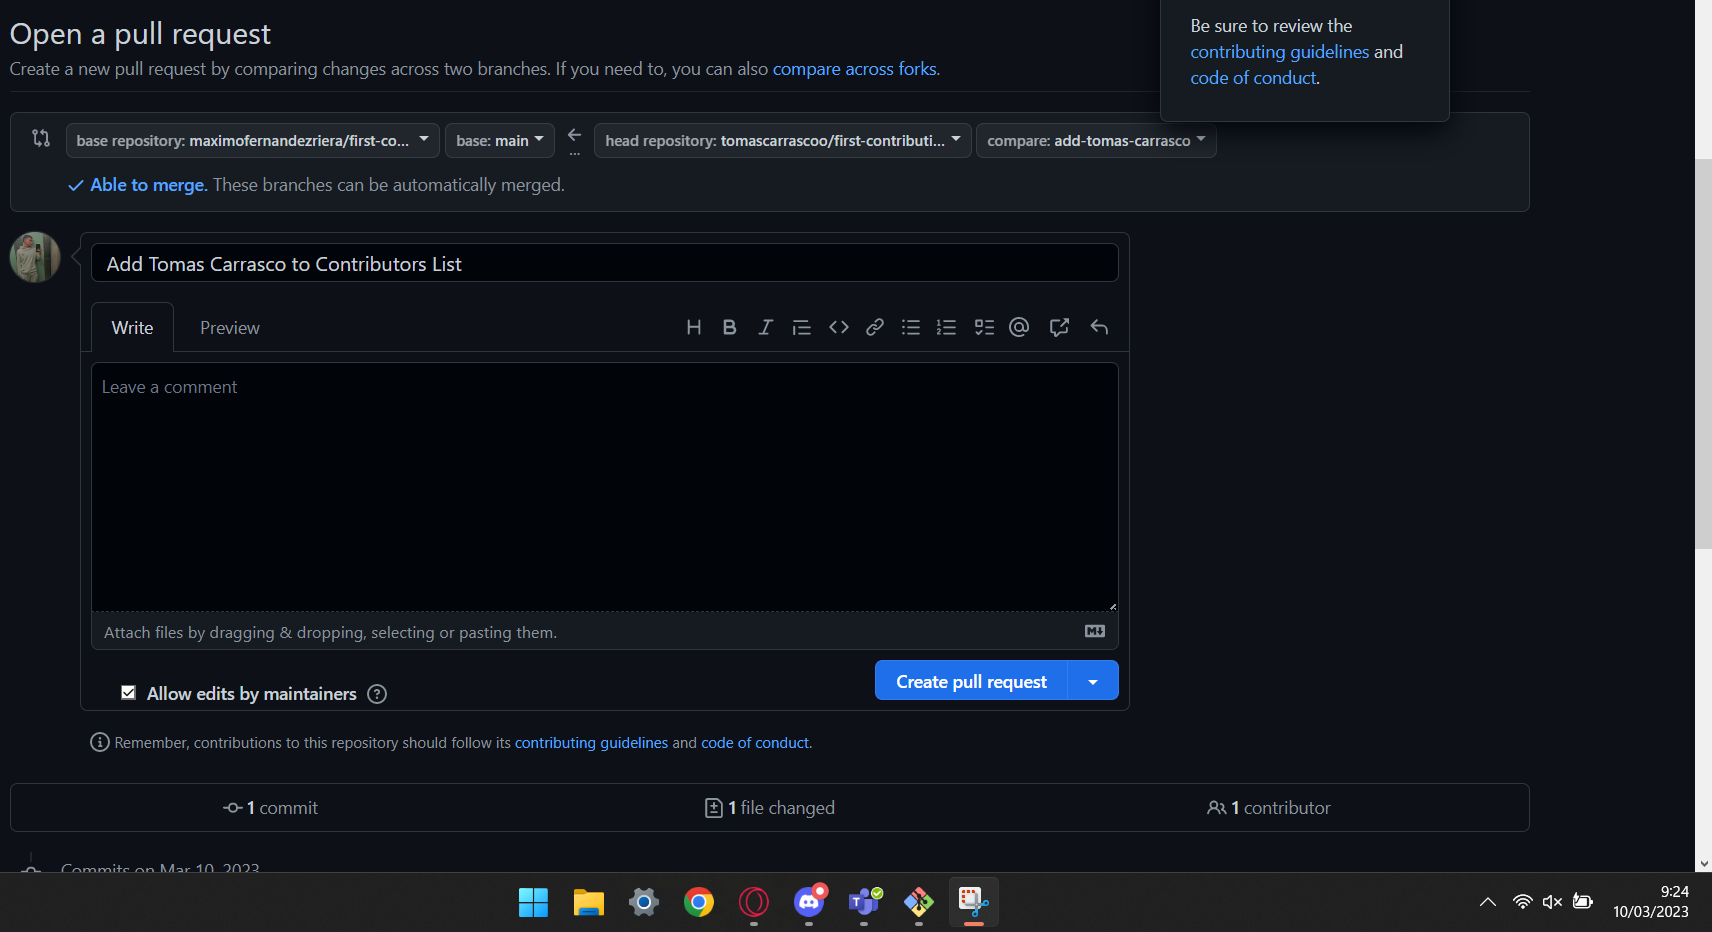 Open a pull request
Create a new pull request by comparing changes across two branches. If you need to, you can also compare across forks.
Be sure to review the
contributing guidelines and
code of conduct.
base repository: maximofernandezriera/first-co...
base: main
head repository: tomascarrascoo/first-contributi...
compare: add-tomas-carrasco
Able to merge. These branches can be automatically merged.
Add Tomas Carrasco to Contributors List
Write
Preview
Leave a comment
Attach files by dragging & dropping, selecting or pasting them.
Allow edits by maintainers
Create pull request
Remember, contributions to this repository should follow its contributing guidelines and code of conduct.
1 commit
1 file changed
1 contributor
Commits on Mar 10, 2023
9:24
10/03/2023